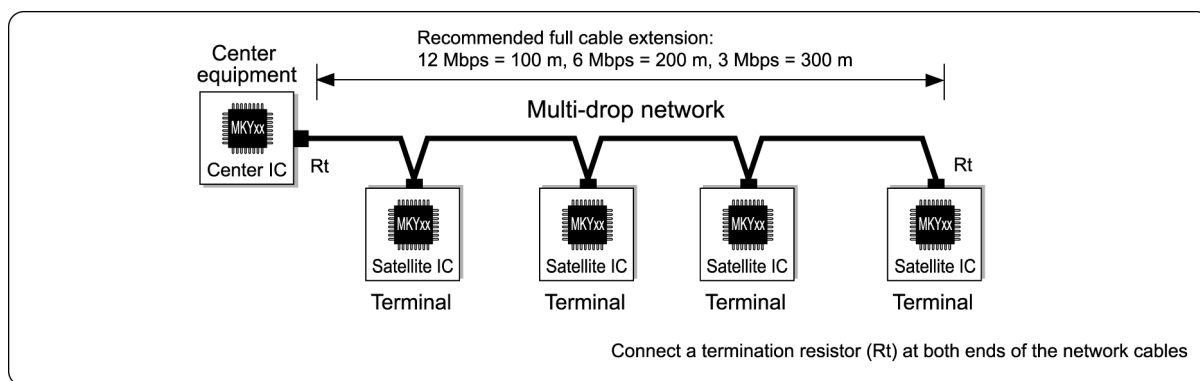 Recommended full cable extension:
12 Mbps = 100 m, 6 Mbps = 200 m, 3 Mbps = 300 m
Center
equipment
Multi-drop network
MKYxx
Center IC
Rt
Rt
MKYxx
MKYxx
MKYxx
MKYxx
Satellite IC
Satellite IC
Satellite IC
Satellite IC
Terminal
Terminal
Terminal
Terminal
Connect a termination resistor (Rt) at both ends of the network cables